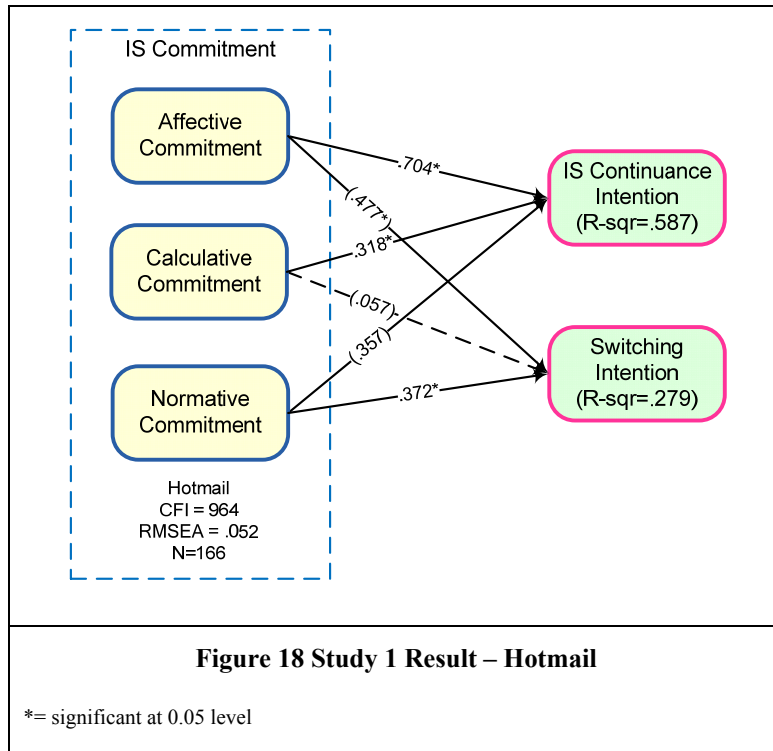 IS Commitment
Affective
Commitment
Calculative
Commitment
Normative
Commitment
Hotmail
CFI = 964
RMSEA = .052
N=166
.704*
(.477*)
.318*
(.057)
(.357)
.372*
IS Continuance
Intention
(R-sqr=.587)
Switching
Intention
(R-sqr=.279)
Figure 18 Study 1 Result – Hotmail
*= significant at 0.05 level